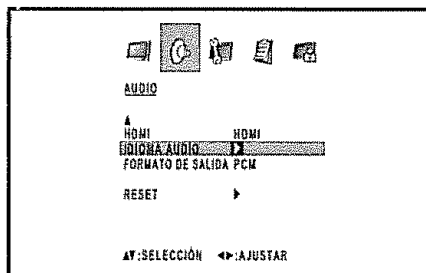 AUDIO
▲
HDMI HDMI
IDIOMA AUDIO ▶
FORMATO DE SALIDA PCM
RESET ▶
▲▼:SELECCIÓN ◀▶:AJUSTAR